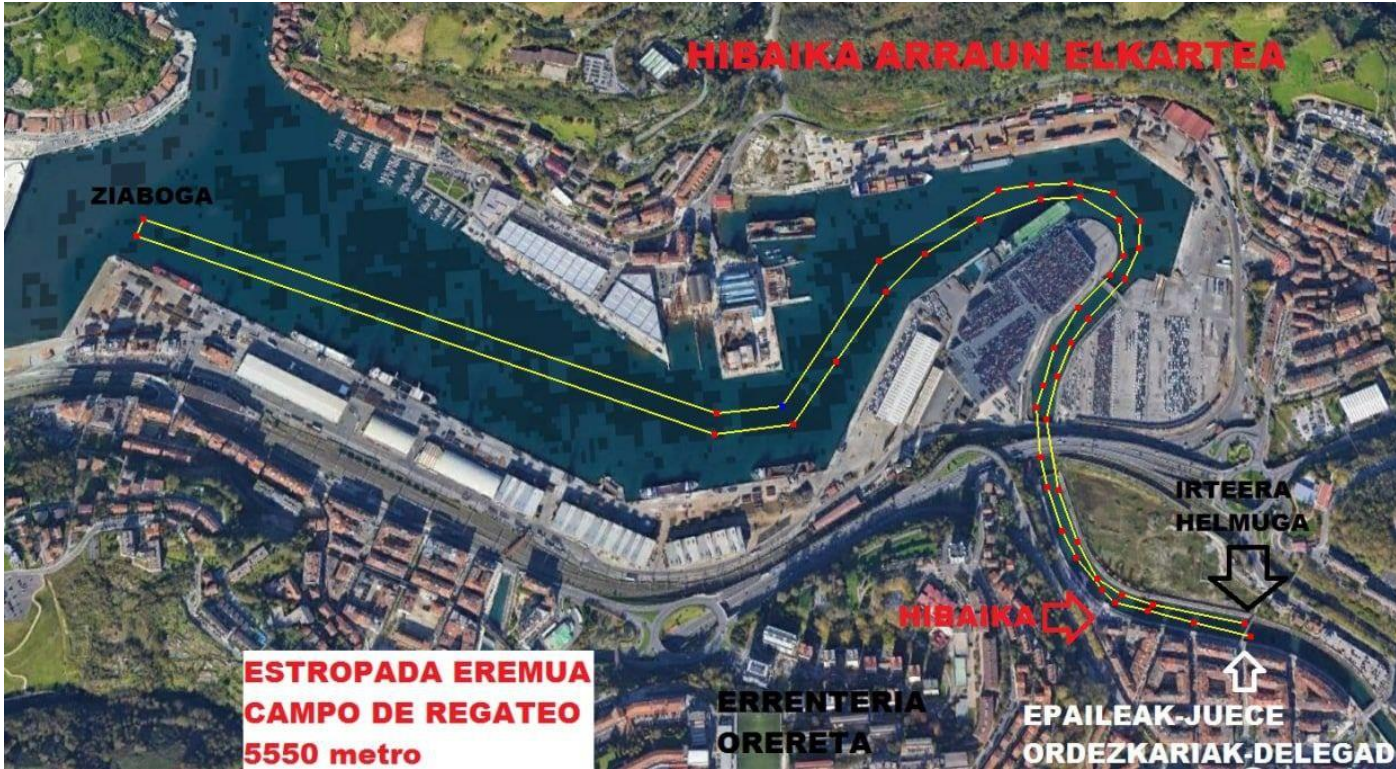 HIBAIKA ARRAUN ELKARTEA
ZIABOGA
IRTEERA
HELMUGA
HIBAIKA
ESTROPADA EREMUA
CAMPO DE REGATEO
5550 metro
ERRENTERIA
ORERETA
EPAILEAK-JUECE
ORDEZKARIAK-DELEGAD